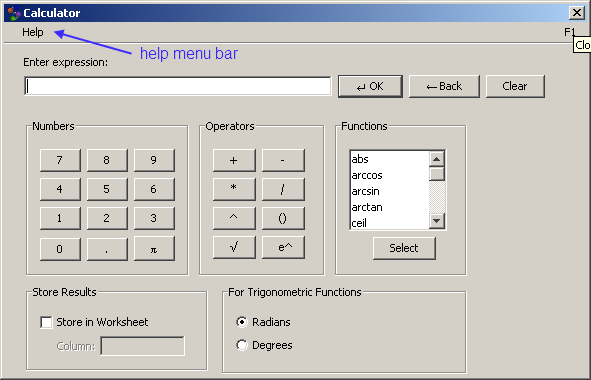 Calculator
Help F1
Clo
help menu bar
Enter expression:
OK Back Clear
Numbers Operators Functions
7 8 9 + - abs
4 5 6 * / arccos
arcsin
1 2 3 ^ () arctan
ceil
0 . π √ e^ Select
Store Results For Trigonometric Functions
Store in Worksheet Radians
Column: Degrees